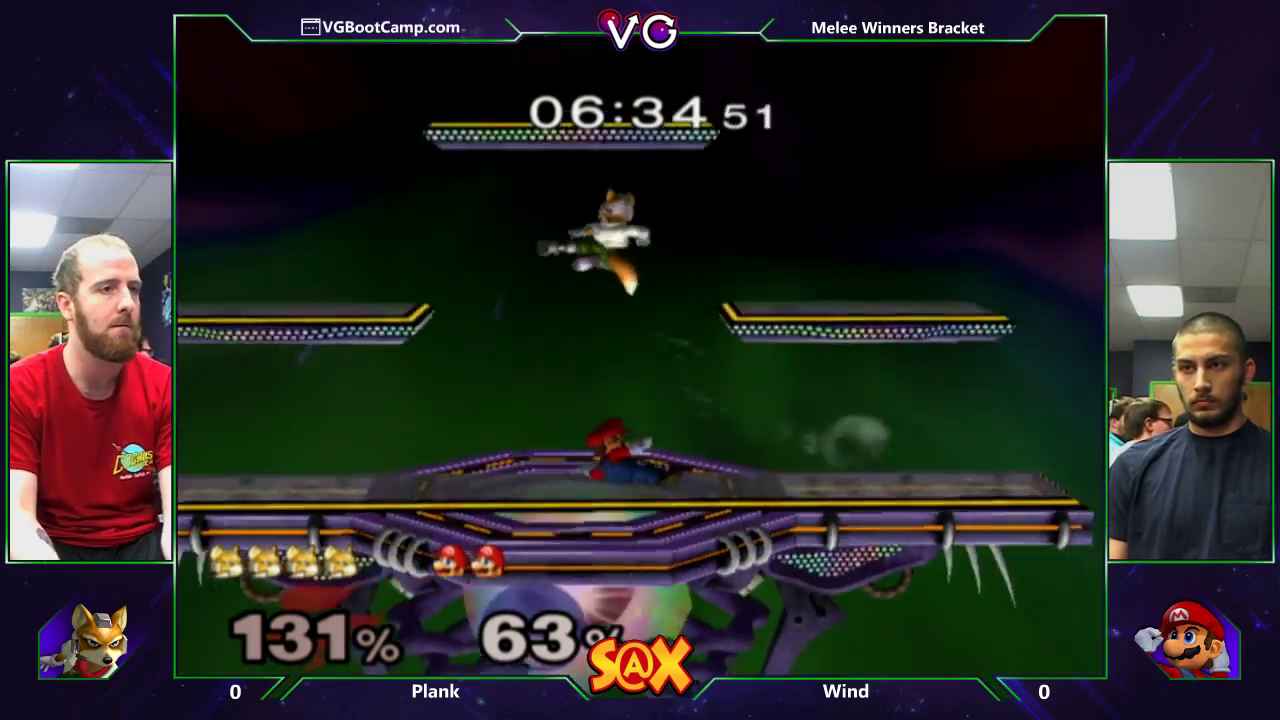 VGBootCamp.com
VG
Melee Winners Bracket
06:34 51
131%
63%
S@X
0
Plank
Wind
0